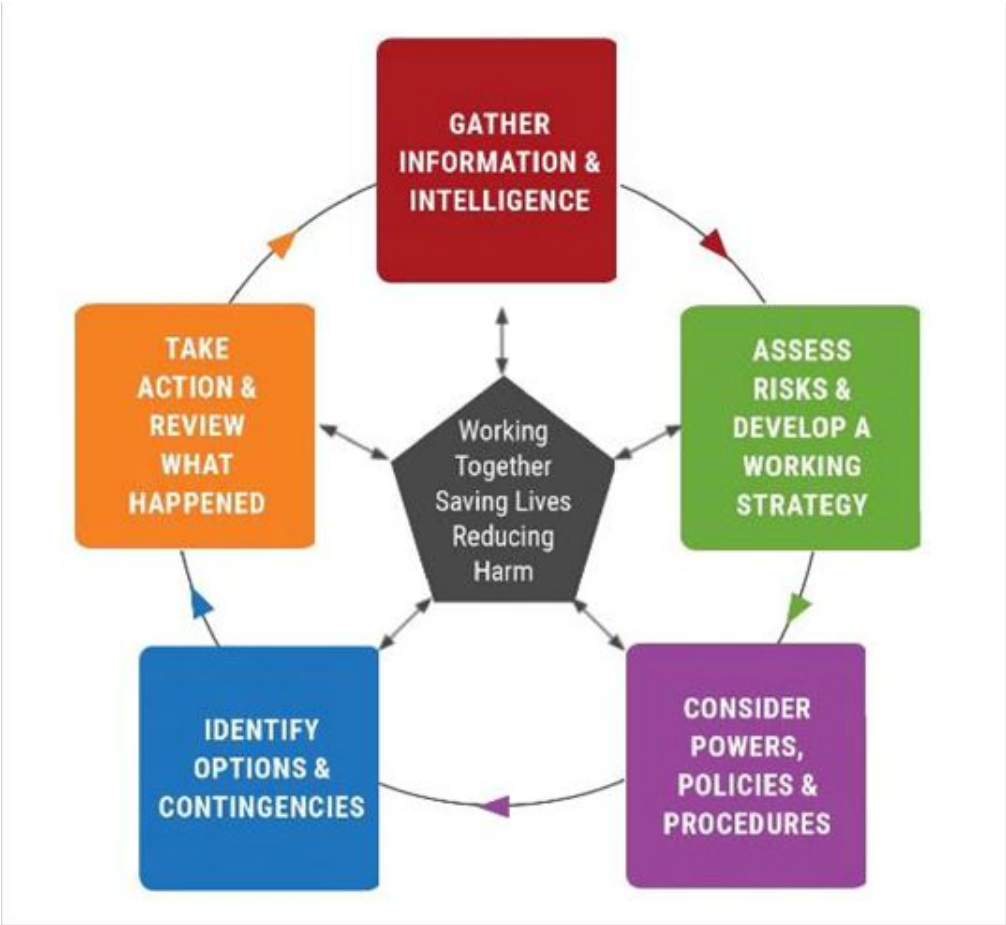 GATHER
INFORMATION &
INTELLIGENCE
TAKE
ACTION &
REVIEW
WHAT
HAPPENED
Working
Together
Saving Lives
Reducing
Harm
ASSESS
RISKS &
DEVELOP A
WORKING
STRATEGY
IDENTIFY
OPTIONS &
CONTINGENCIES
CONSIDER
POWERS,
POLICIES &
PROCEDURES